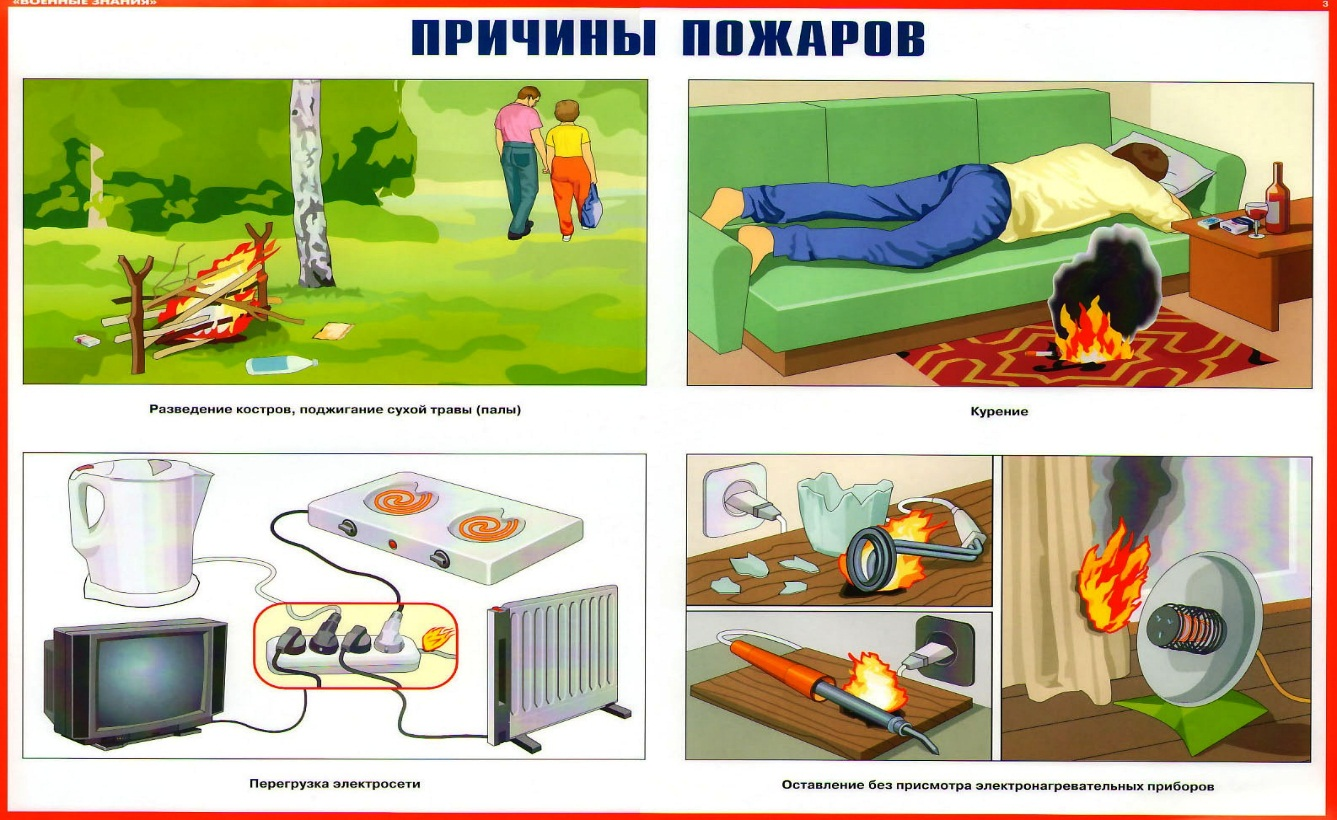 «ВОЕННЫЕ ЗНАНИЯ»
3
ПРИЧИНЫ ПОЖАРОВ
Разведение костров, поджигание сухой травы (палы)
Курение
Перегрузка электросети
Оставление без присмотра электронагревательных приборов